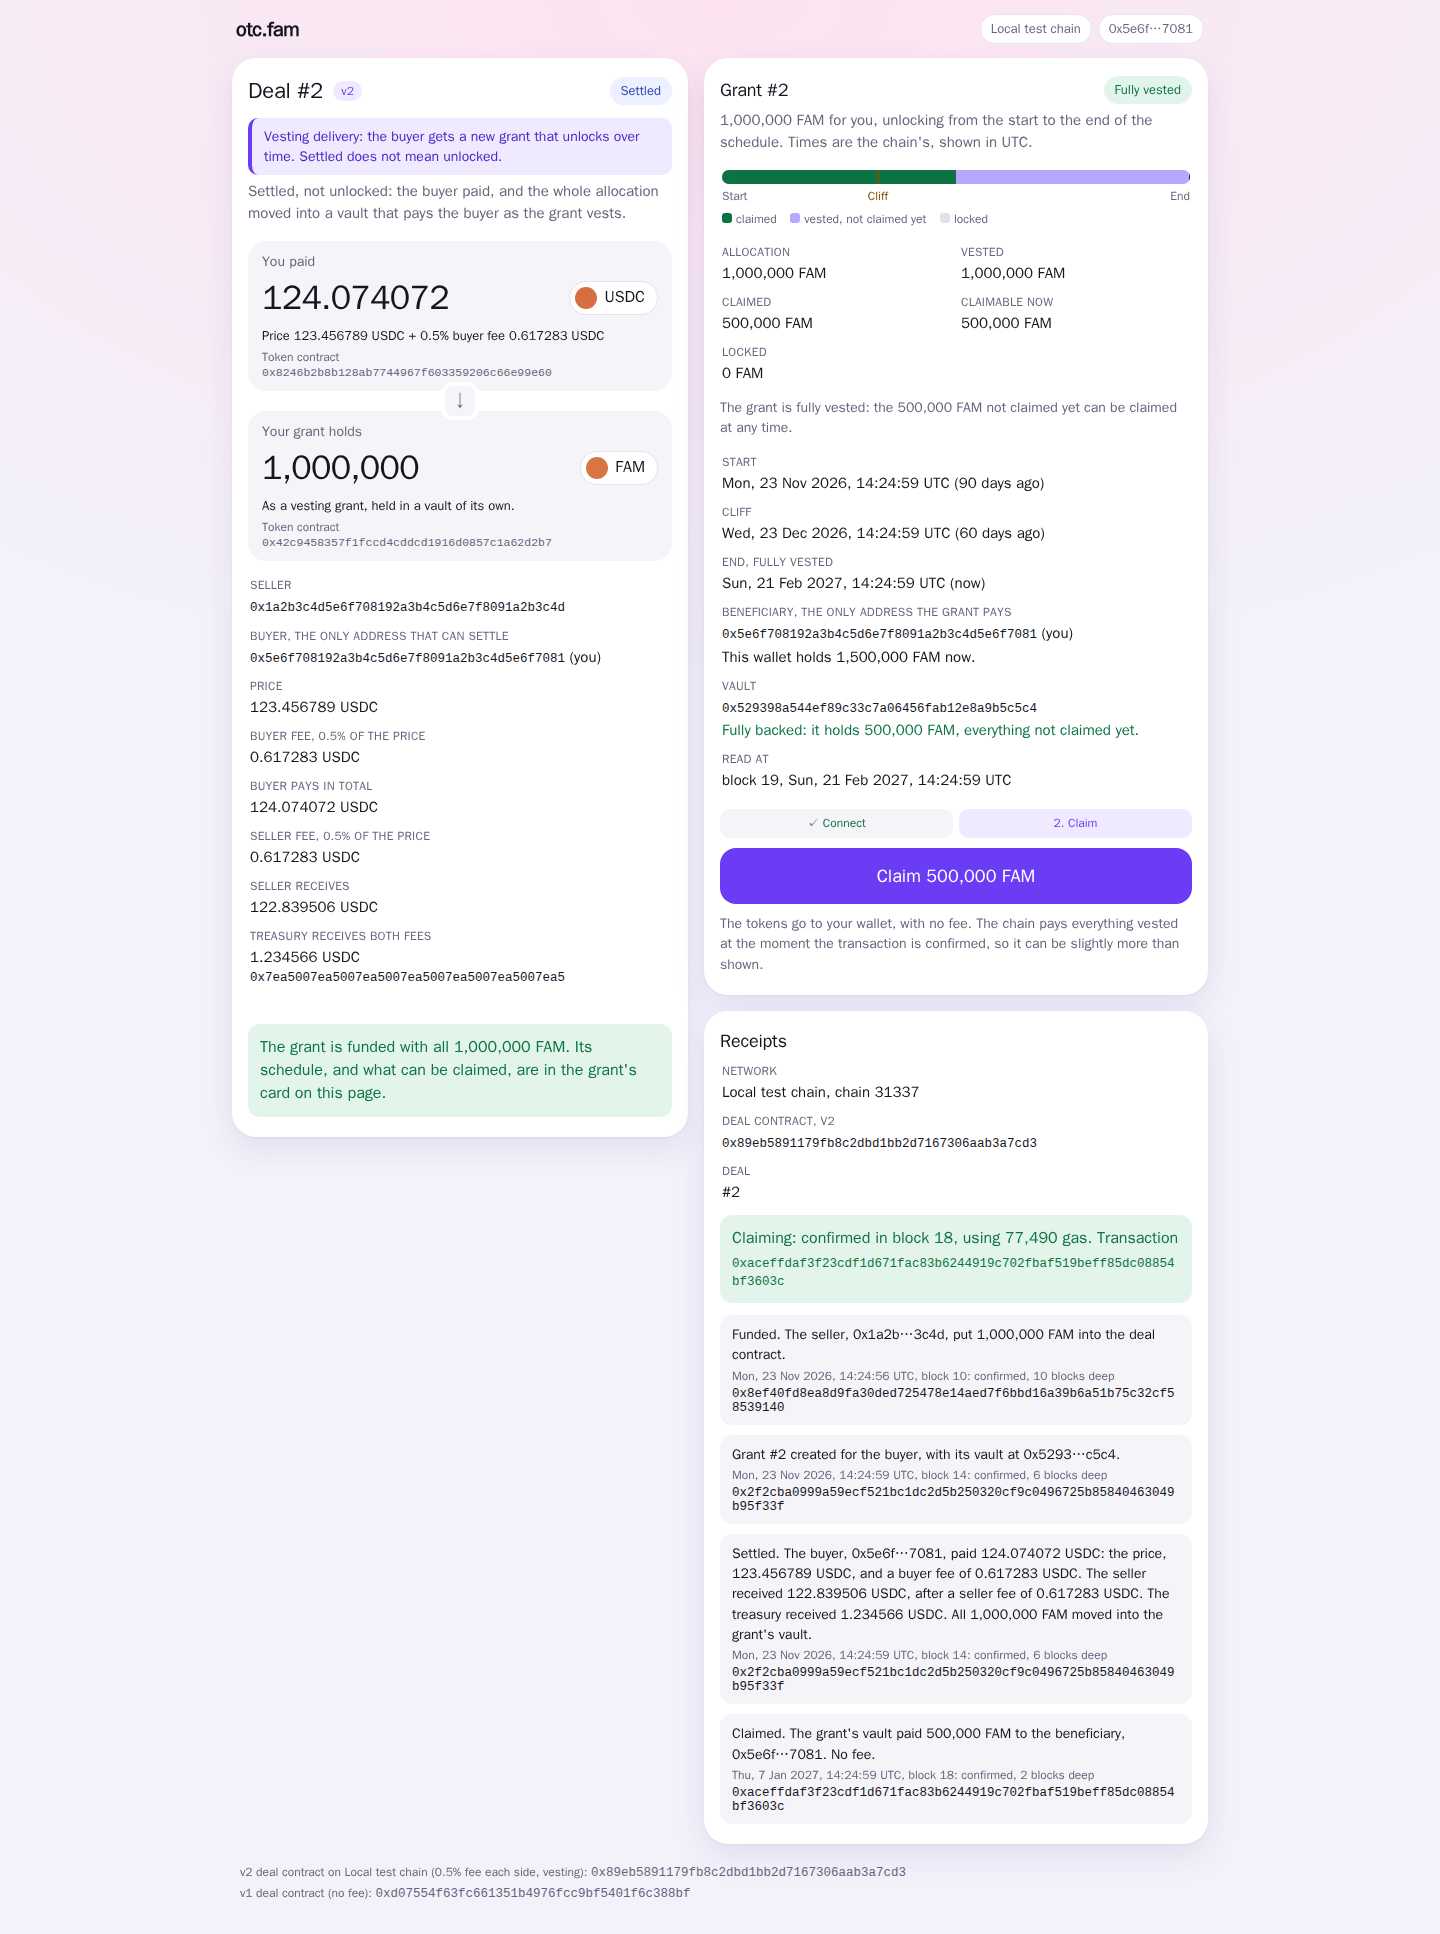 otc.fam
Local test chain
0x5e6f···7081
Deal #2
v2
Settled
Vesting delivery: the buyer gets a new grant that unlocks over
time. Settled does not mean unlocked.
Settled, not unlocked: the buyer paid, and the whole allocation
moved into a vault that pays the buyer as the grant vests.
You paid
124.074072
USDC
Price 123.456789 USDC + 0.5% buyer fee 0.617283 USDC
Token contract
0x8246b2b8b128ab7744967f603359206c66e99e60
↓
Your grant holds
1,000,000
FAM
As a vesting grant, held in a vault of its own.
Token contract
0x42c9458357f1fccd4cddcd1916d0857c1a62d2b7
SELLER
0x1a2b3c4d5e6f708192a3b4c5d6e7f8091a2b3c4d
BUYER, THE ONLY ADDRESS THAT CAN SETTLE
0x5e6f708192a3b4c5d6e7f8091a2b3c4d5e6f7081 (you)
PRICE
123.456789 USDC
BUYER FEE, 0.5% OF THE PRICE
0.617283 USDC
BUYER PAYS IN TOTAL
124.074072 USDC
SELLER FEE, 0.5% OF THE PRICE
0.617283 USDC
SELLER RECEIVES
122.839506 USDC
TREASURY RECEIVES BOTH FEES
1.234566 USDC
0x7ea5007ea5007ea5007ea5007ea5007ea5007ea5
The grant is funded with all 1,000,000 FAM. Its
schedule, and what can be claimed, are in the grant's
card on this page.
Grant #2
Fully vested
1,000,000 FAM for you, unlocking from the start to the end of the
schedule. Times are the chain's, shown in UTC.
Start
Cliff
End
claimed
vested, not claimed yet
locked
ALLOCATION
1,000,000 FAM
VESTED
1,000,000 FAM
CLAIMED
500,000 FAM
CLAIMABLE NOW
500,000 FAM
LOCKED
0 FAM
The grant is fully vested: the 500,000 FAM not claimed yet can be claimed
at any time.
START
Mon, 23 Nov 2026, 14:24:59 UTC (90 days ago)
CLIFF
Wed, 23 Dec 2026, 14:24:59 UTC (60 days ago)
END, FULLY VESTED
Sun, 21 Feb 2027, 14:24:59 UTC (now)
BENEFICIARY, THE ONLY ADDRESS THE GRANT PAYS
0x5e6f708192a3b4c5d6e7f8091a2b3c4d5e6f7081 (you)
This wallet holds 1,500,000 FAM now.
VAULT
0x529398a544ef89c33c7a06456fab12e8a9b5c5c4
Fully backed: it holds 500,000 FAM, everything not claimed yet.
READ AT
block 19, Sun, 21 Feb 2027, 14:24:59 UTC
✓ Connect
2. Claim
Claim 500,000 FAM
The tokens go to your wallet, with no fee. The chain pays everything vested
at the moment the transaction is confirmed, so it can be slightly more than
shown.
Receipts
NETWORK
Local test chain, chain 31337
DEAL CONTRACT, V2
0x89eb5891179fb8c2dbd1bb2d7167306aab3a7cd3
DEAL
#2
Claiming: confirmed in block 18, using 77,490 gas. Transaction
0xaceffdaf3f23cdf1d671fac83b6244919c702fbaf519beff85dc08854
bf3603c
Funded. The seller, 0x1a2b···3c4d, put 1,000,000 FAM into the deal
contract.
Mon, 23 Nov 2026, 14:24:56 UTC, block 10: confirmed, 10 blocks deep
0x8ef40fd8ea8d9fa30ded725478e14aed7f6bbd16a39b6a51b75c32cf5
8539140
Grant #2 created for the buyer, with its vault at 0x5293···c5c4.
Mon, 23 Nov 2026, 14:24:59 UTC, block 14: confirmed, 6 blocks deep
0x2f2cba0999a59ecf521bc1dc2d5b250320cf9c0496725b85840463049
b95f33f
Settled. The buyer, 0x5e6f···7081, paid 124.074072 USDC: the price,
123.456789 USDC, and a buyer fee of 0.617283 USDC. The seller
received 122.839506 USDC, after a seller fee of 0.617283 USDC. The
treasury received 1.234566 USDC. All 1,000,000 FAM moved into the
grant's vault.
Mon, 23 Nov 2026, 14:24:59 UTC, block 14: confirmed, 6 blocks deep
0x2f2cba0999a59ecf521bc1dc2d5b250320cf9c0496725b85840463049
b95f33f
Claimed. The grant's vault paid 500,000 FAM to the beneficiary,
0x5e6f···7081. No fee.
Thu, 7 Jan 2027, 14:24:59 UTC, block 18: confirmed, 2 blocks deep
0xaceffdaf3f23cdf1d671fac83b6244919c702fbaf519beff85dc08854
bf3603c
v2 deal contract on Local test chain (0.5% fee each side, vesting): 0x89eb5891179fb8c2dbd1bb2d7167306aab3a7cd3
v1 deal contract (no fee): 0xd07554f63fc661351b4976fcc9bf5401f6c388bf